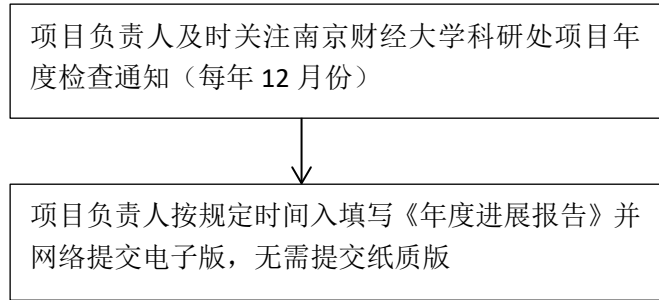 项目负责人及时关注南京财经大学科研处项目年
度检查通知（每年 12 月份）
项目负责人按规定时间入填写《年度进展报告》并
网络提交电子版，无需提交纸质版